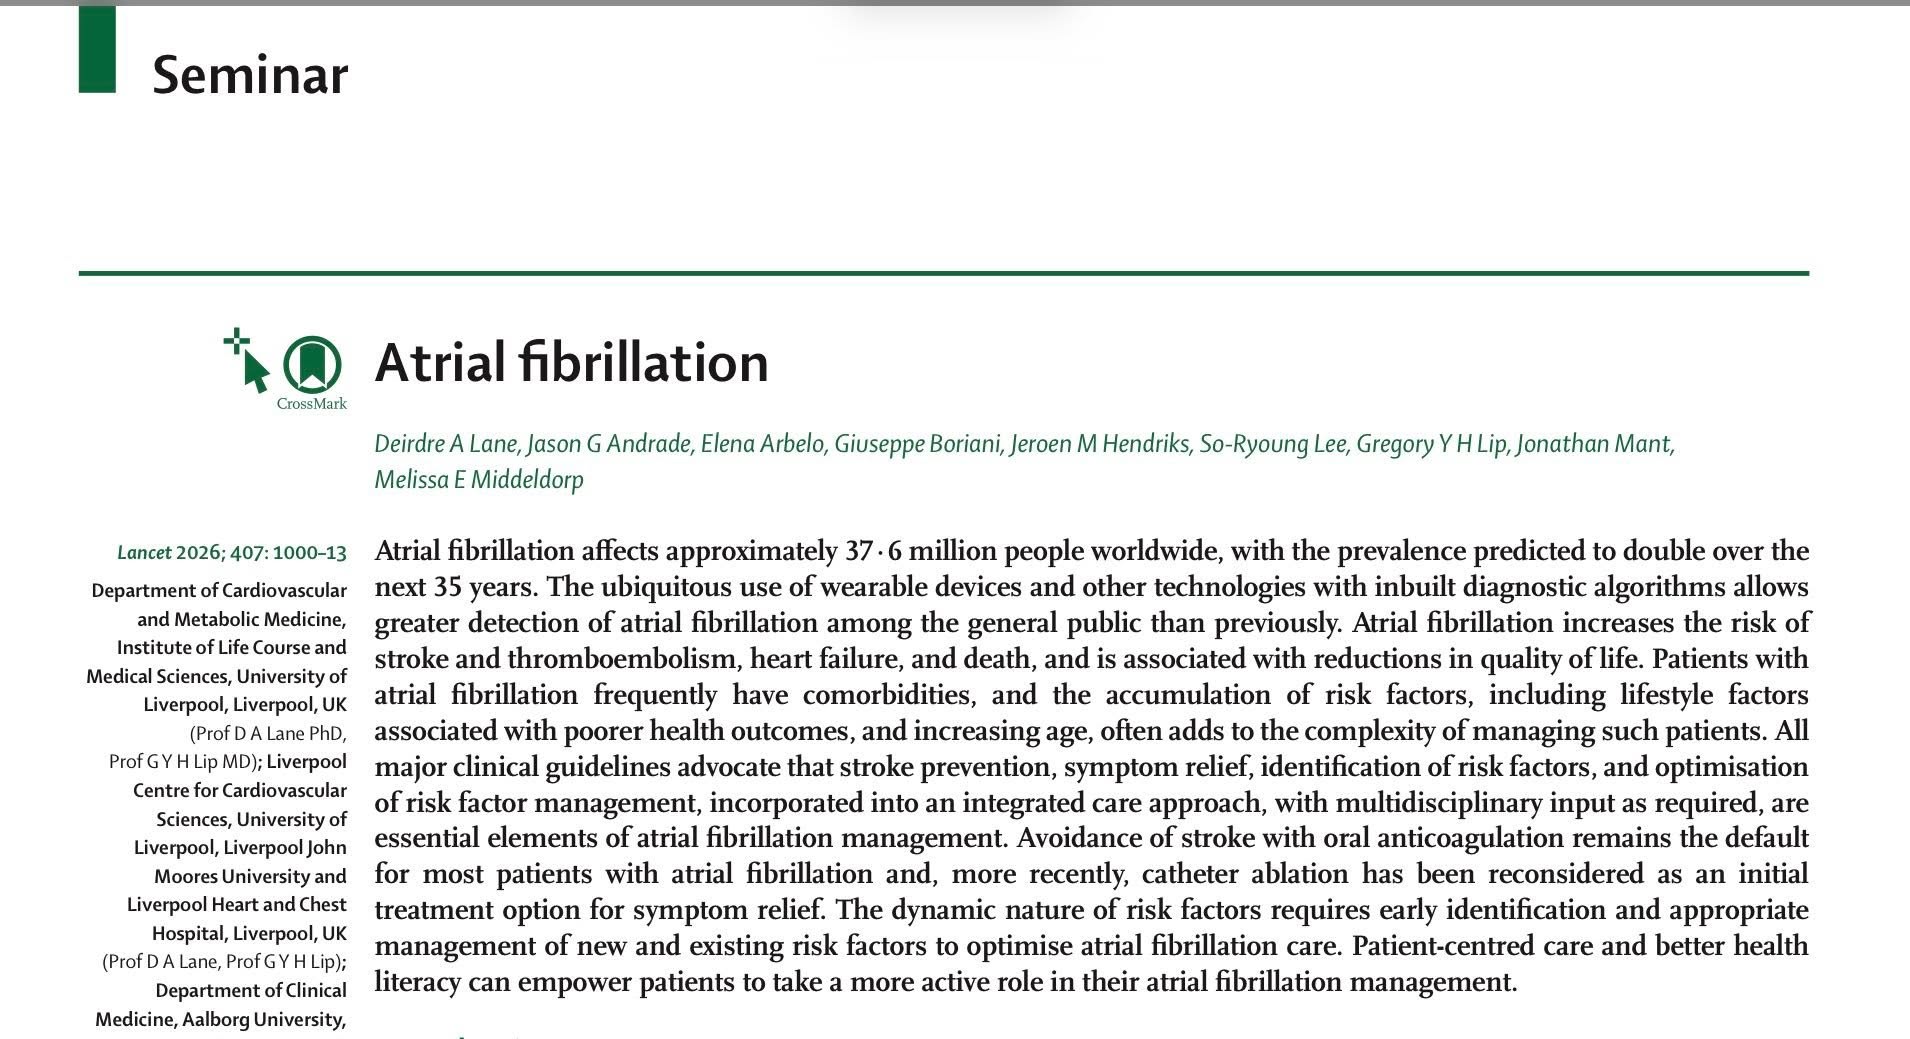 Seminar
Atrial fibrillation
CrossMark
Deirdre A Lane, Jason G Andrade, Elena Arbelo, Giuseppe Boriani, Jeroen M Hendriks, So-Ryoung Lee, Gregory Y H Lip, Jonathan Mant,
Melissa E Middeldorp
Lancet 2026; 407: 1000–13
Department of Cardiovascular
and Metabolic Medicine,
Institute of Life Course and
Medical Sciences, University of
Liverpool, Liverpool, UK
(Prof D A Lane PhD,
Prof G Y H Lip MD); Liverpool
Centre for Cardiovascular
Sciences, University of
Liverpool, Liverpool John
Moores University and
Liverpool Heart and Chest
Hospital, Liverpool, UK
(Prof D A Lane, Prof G Y H Lip);
Department of Clinical
Medicine, Aalborg University,
Atrial fibrillation affects approximately 37·6 million people worldwide, with the prevalence predicted to double over the
next 35 years. The ubiquitous use of wearable devices and other technologies with inbuilt diagnostic algorithms allows
greater detection of atrial fibrillation among the general public than previously. Atrial fibrillation increases the risk of
stroke and thromboembolism, heart failure, and death, and is associated with reductions in quality of life. Patients with
atrial fibrillation frequently have comorbidities, and the accumulation of risk factors, including lifestyle factors
associated with poorer health outcomes, and increasing age, often adds to the complexity of managing such patients. All
major clinical guidelines advocate that stroke prevention, symptom relief, identification of risk factors, and optimisation
of risk factor management, incorporated into an integrated care approach, with multidisciplinary input as required, are
essential elements of atrial fibrillation management. Avoidance of stroke with oral anticoagulation remains the default
for most patients with atrial fibrillation and, more recently, catheter ablation has been reconsidered as an initial
treatment option for symptom relief. The dynamic nature of risk factors requires early identification and appropriate
management of new and existing risk factors to optimise atrial fibrillation care. Patient-centred care and better health
literacy can empower patients to take a more active role in their atrial fibrillation management.